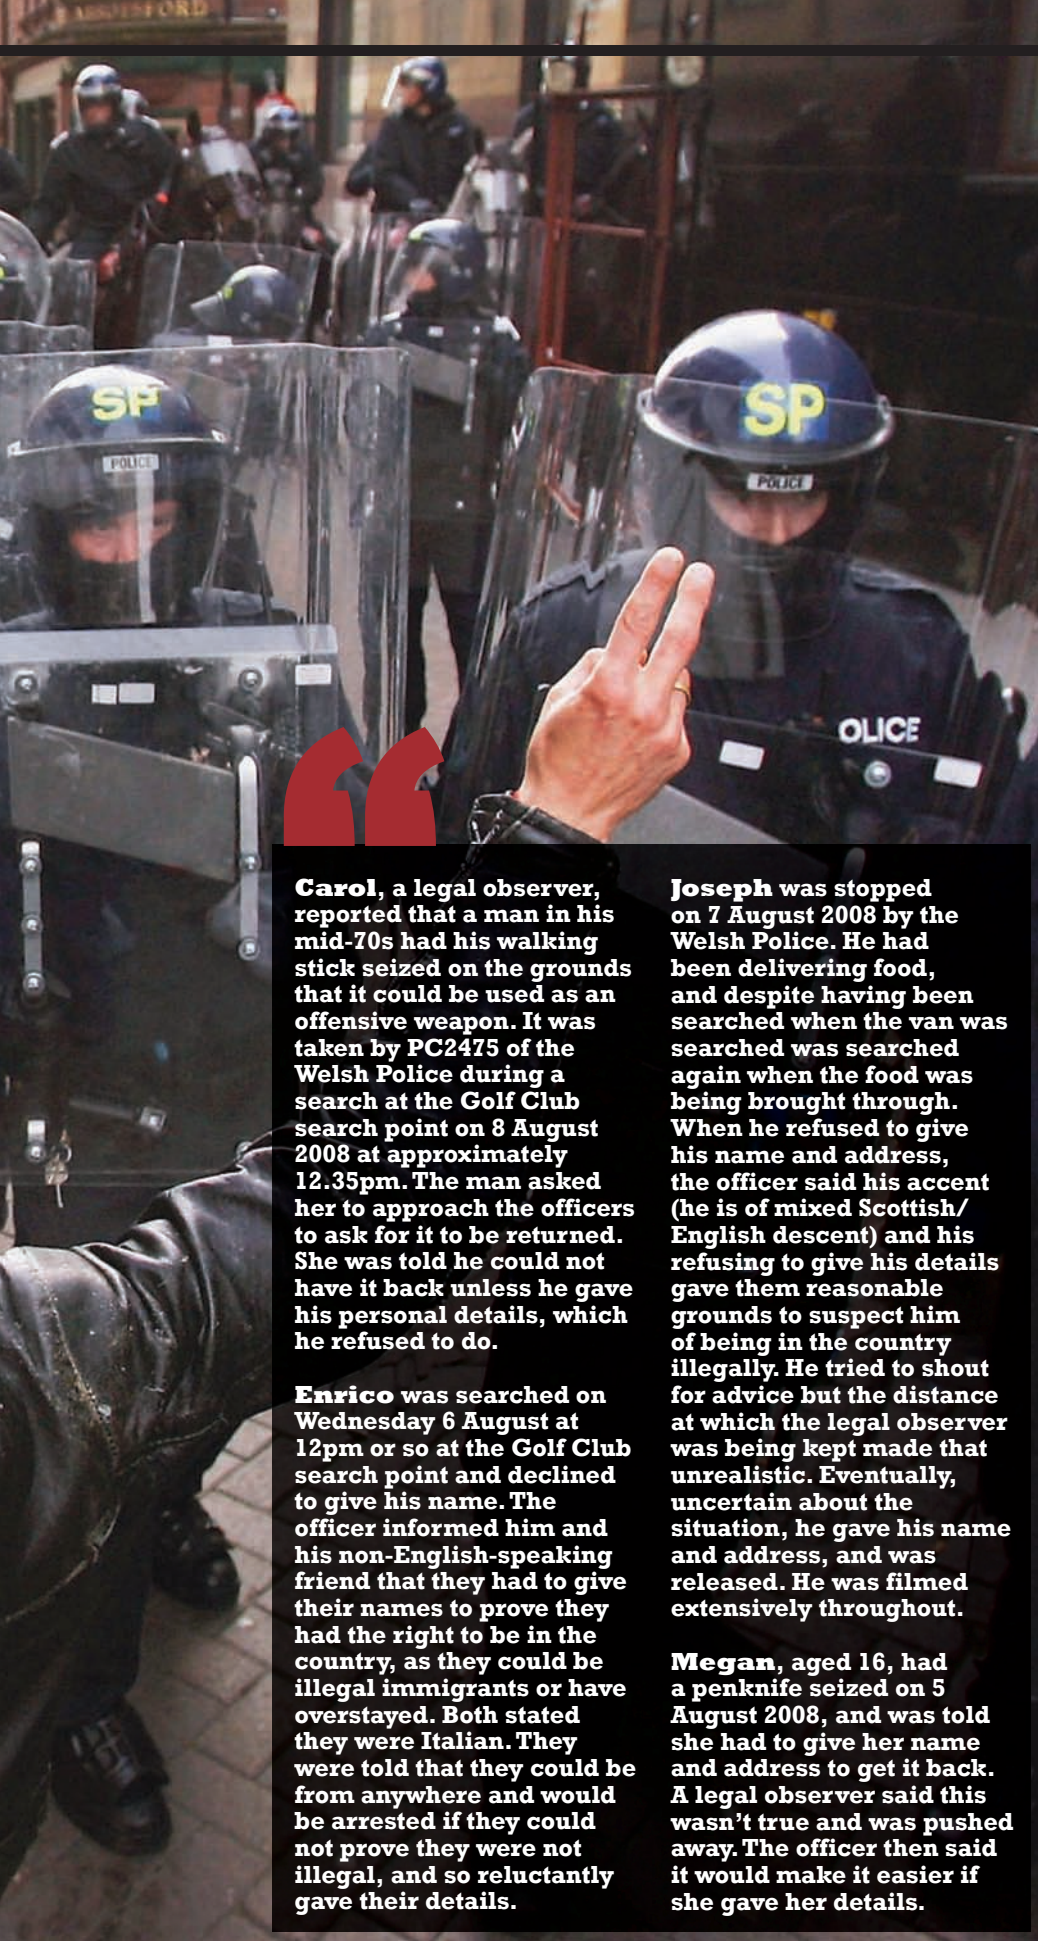 ABBOTSFORD
SP
POLICE
SP
POLICE
OLICE
“
Carol, a legal observer,
reported that a man in his
mid-70s had his walking
stick seized on the grounds
that it could be used as an
offensive weapon. It was
taken by PC2475 of the
Welsh Police during a
search at the Golf Club
search point on 8 August
2008 at approximately
12.35pm. The man asked
her to approach the officers
to ask for it to be returned.
She was told he could not
have it back unless he gave
his personal details, which
he refused to do.
Enrico was searched on
Wednesday 6 August at
12pm or so at the Golf Club
search point and declined
to give his name. The
officer informed him and
his non-English-speaking
friend that they had to give
their names to prove they
had the right to be in the
country, as they could be
illegal immigrants or have
overstayed. Both stated
they were Italian. They
were told that they could be
from anywhere and would
be arrested if they could
not prove they were not
illegal, and so reluctantly
gave their details.
Joseph was stopped
on 7 August 2008 by the
Welsh Police. He had
been delivering food,
and despite having been
searched when the van was
searched was searched
again when the food was
being brought through.
When he refused to give
his name and address,
the officer said his accent
(he is of mixed Scottish/
English descent) and his
refusing to give his details
gave them reasonable
grounds to suspect him
of being in the country
illegally. He tried to shout
for advice but the distance
at which the legal observer
was being kept made that
unrealistic. Eventually,
uncertain about the
situation, he gave his name
and address, and was
released. He was filmed
extensively throughout.
Megan, aged 16, had
a penknife seized on 5
August 2008, and was told
she had to give her name
and address to get it back.
A legal observer said this
wasn’t true and was pushed
away. The officer then said
it would make it easier if
she gave her details.